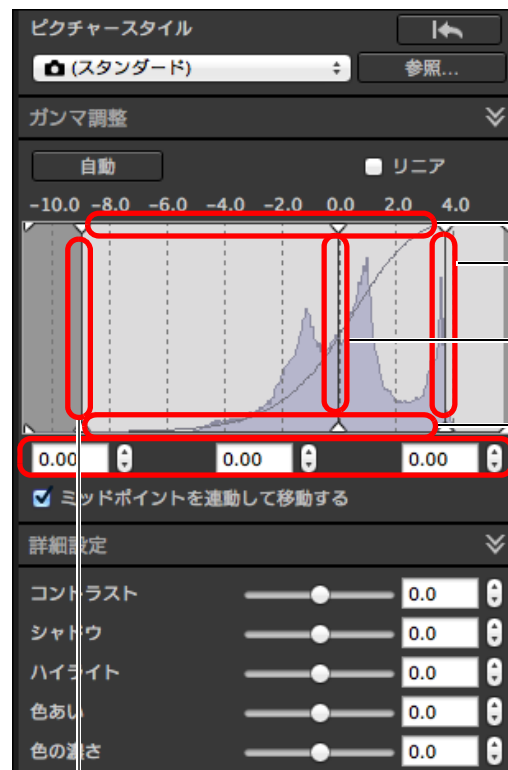 ピクチャースタイル
(スタンダード)
参照...
ガンマ調整
自動
リニア
-10.0 -8.0 -6.0 -4.0 -2.0 0.0 2.0 4.0
0.00 0.00 0.00
ミッドポイントを連動して移動する
詳細設定
コントラスト 0.0
シャドウ 0.0
ハイライト 0.0
色あい 0.0
色の濃さ 0.0